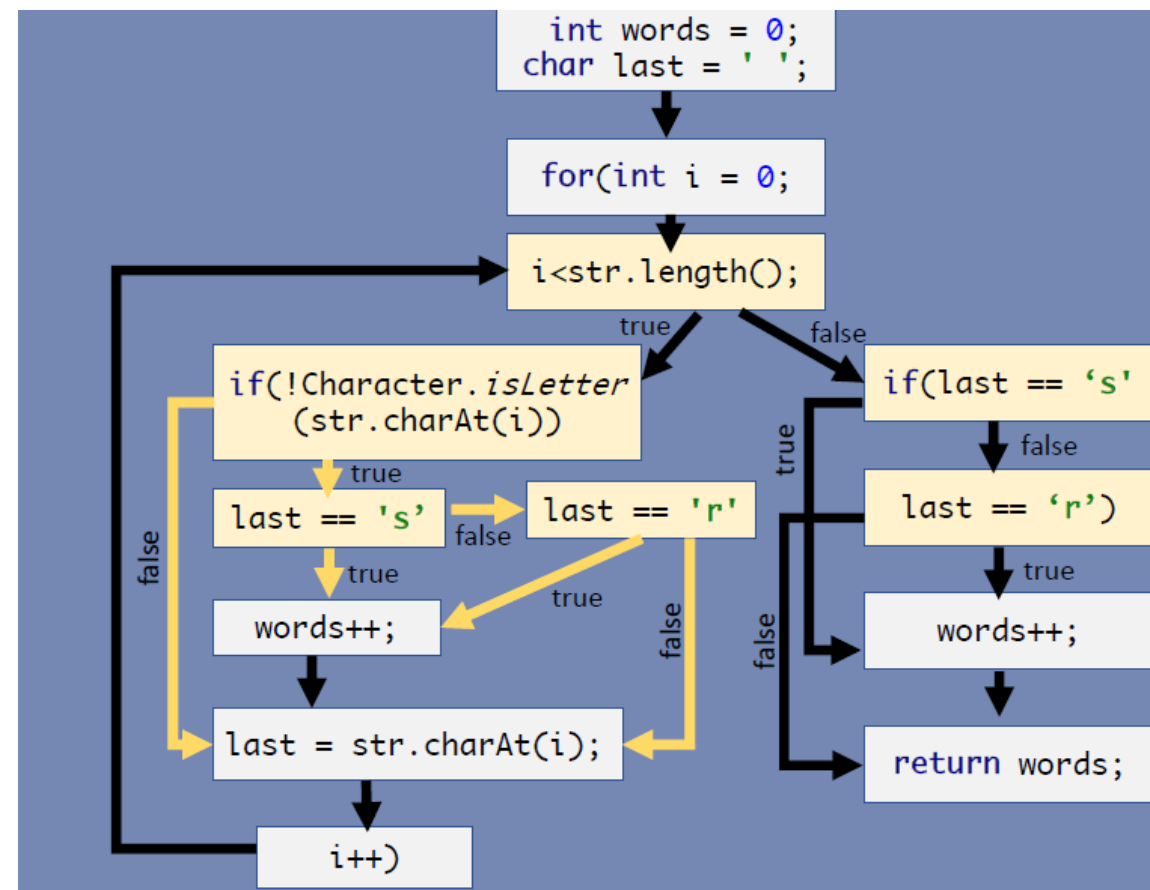 int words = 0;
char last = ' ';
for(int i = 0;
i<str.length();
true
false
if(!Character.isLetter
(str.charAt(i))
if(last == ‘s'
true
false
true
last == 's’
false
last == 'r'
last == ‘r’)
false
true
true
false
false
true
words++;
words++;
last = str.charAt(i);
return words;
i++)